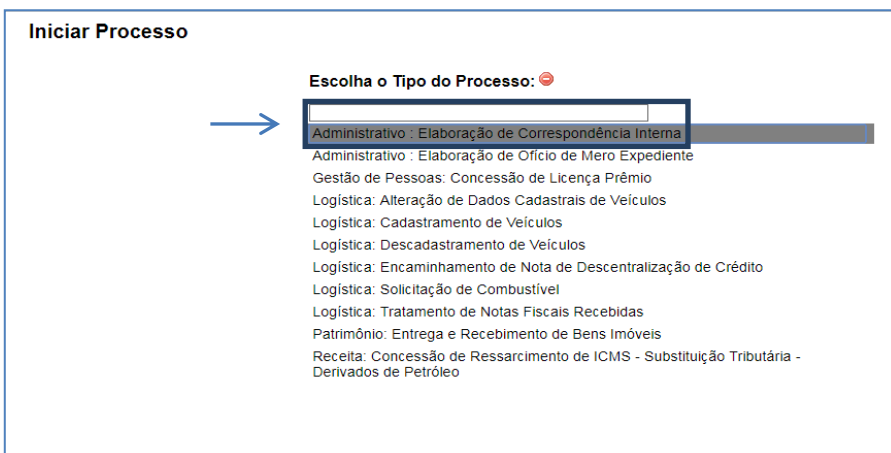 Iniciar Processo
Escolha o Tipo do Processo:
Administrativo : Elaboração de Correspondência Interna
Administrativo : Elaboração de Ofício de Mero Expediente
Gestão de Pessoas: Concessão de Licença Prêmio
Logística: Alteração de Dados Cadastrais de Veículos
Logística: Cadastramento de Veículos
Logística: Descadastramento de Veículos
Logística: Encaminhamento de Nota de Descentralização de Crédito
Logística: Solicitação de Combustível
Logística: Tratamento de Notas Fiscais Recebidas
Patrimônio: Entrega e Recebimento de Bens Imóveis
Receita: Concessão de Ressarcimento de ICMS - Substituição Tributária -
Derivados de Petróleo